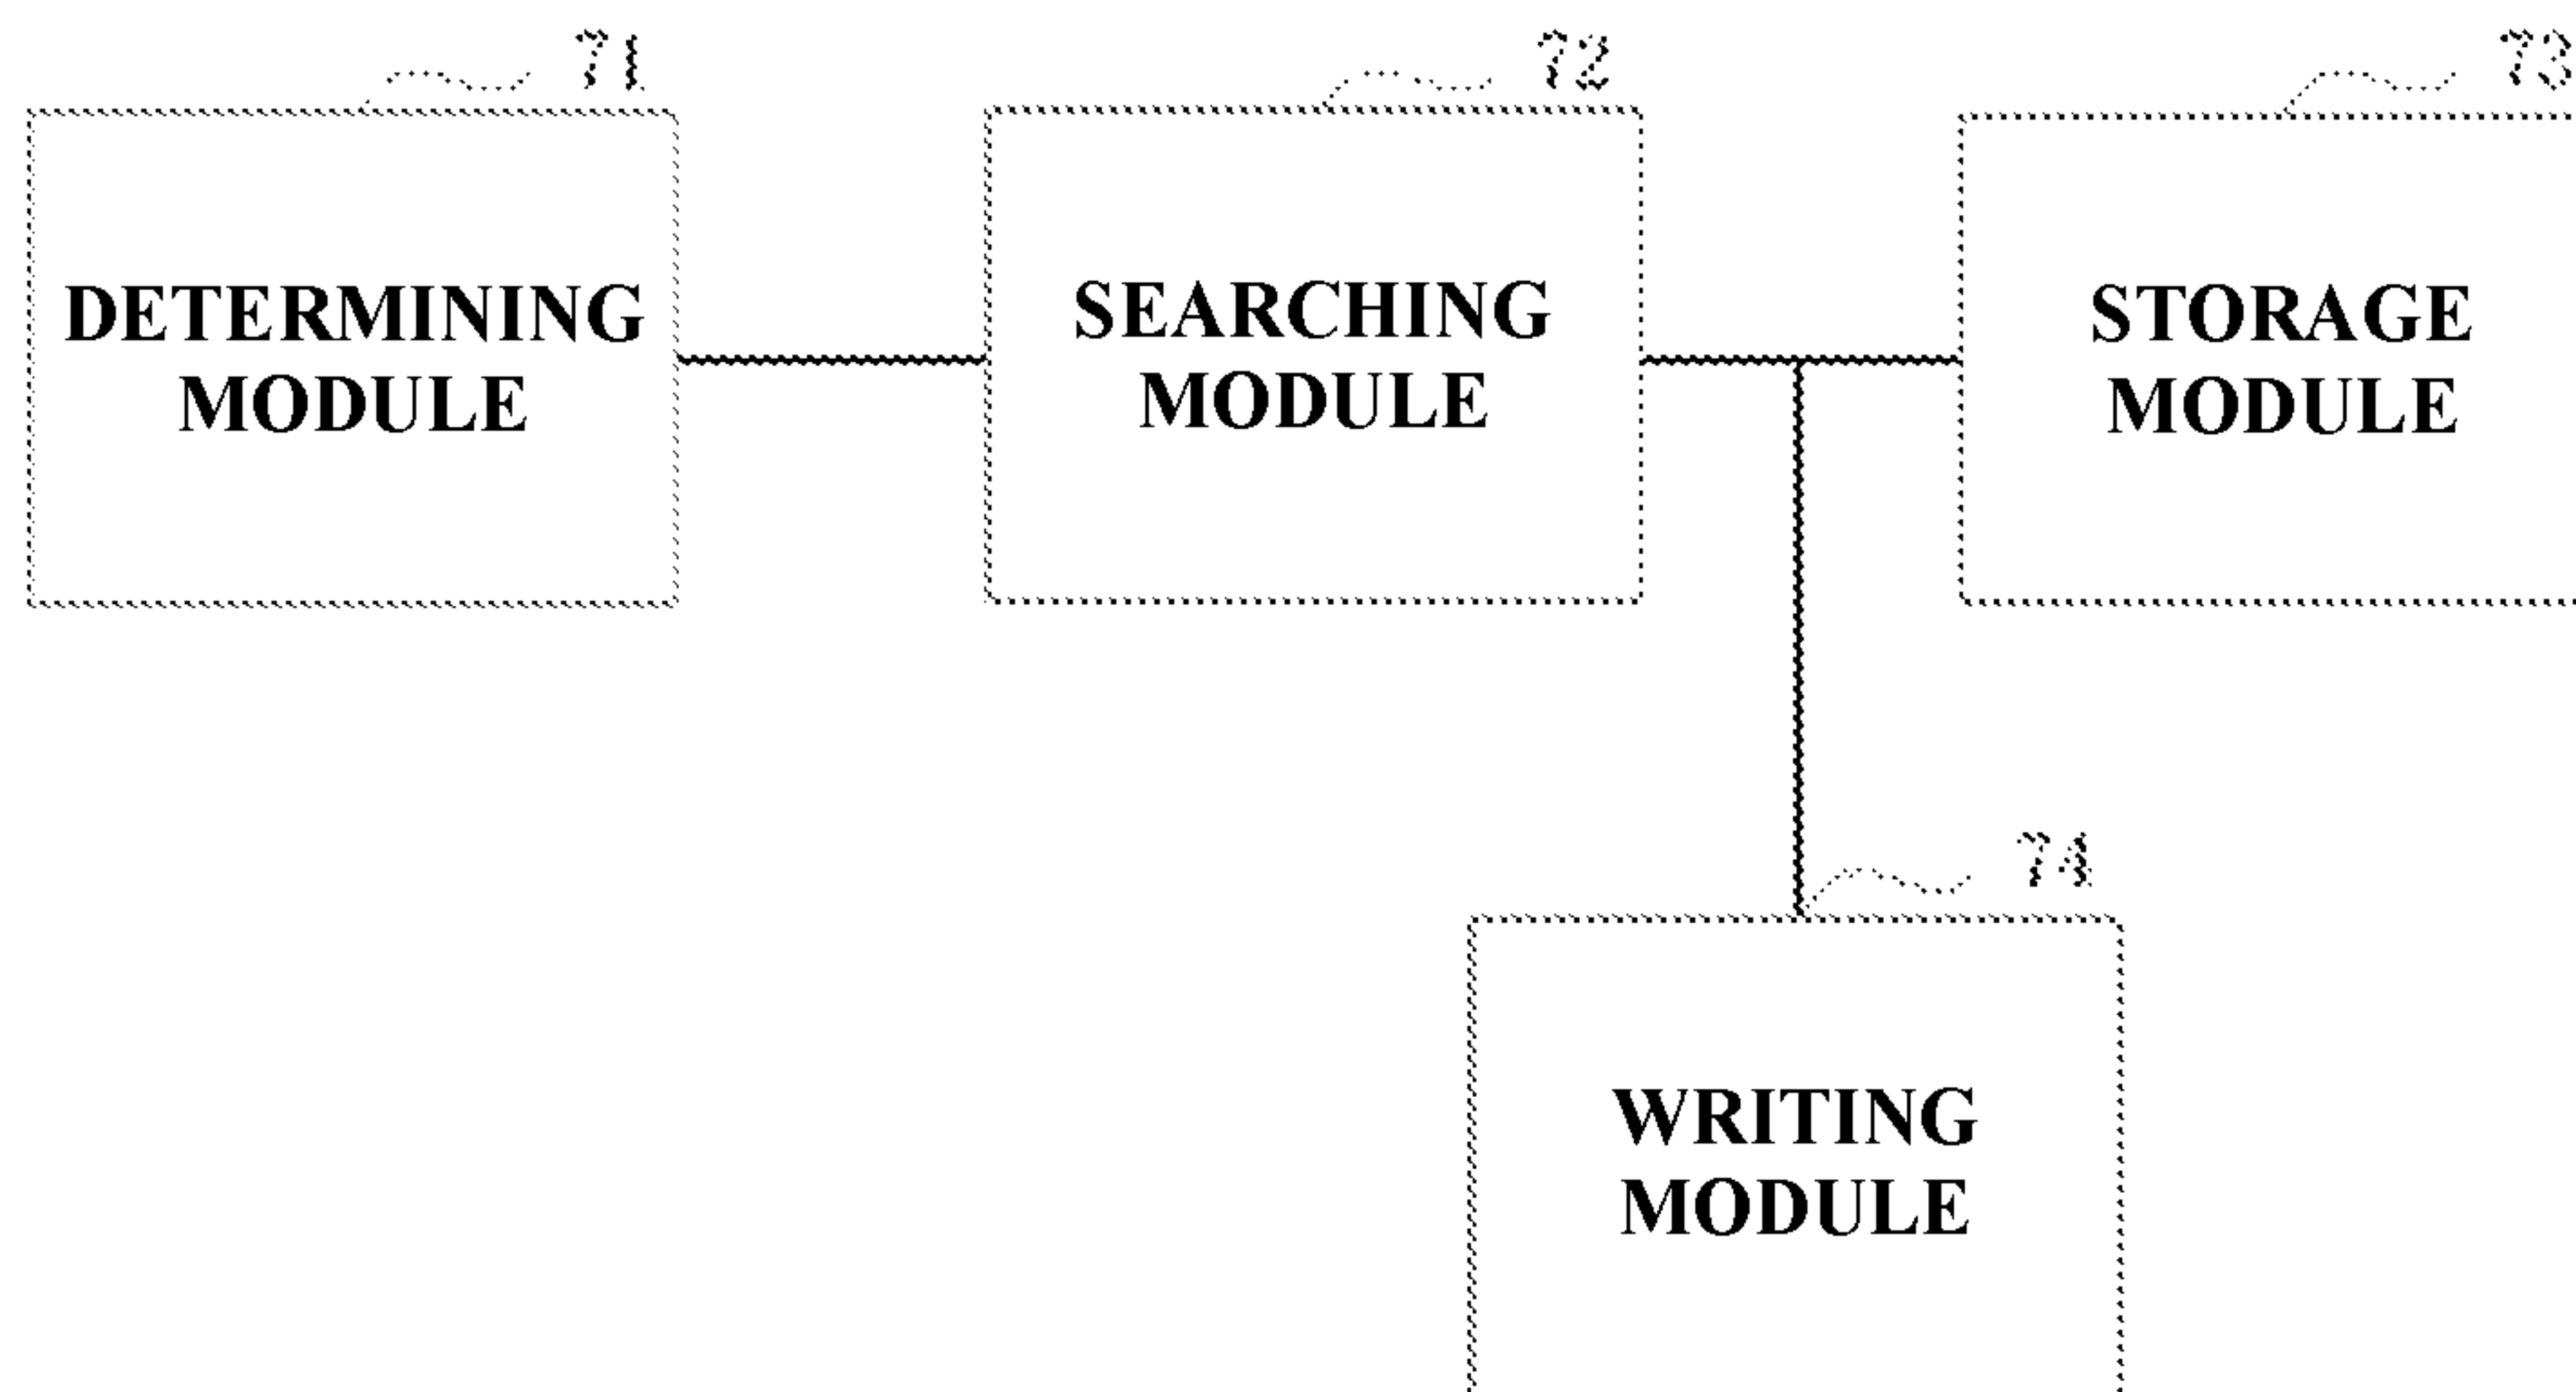 71
72
73
DETERMINING
MODULE
SEARCHING
MODULE
STORAGE
MODULE
74
WRITING
MODULE